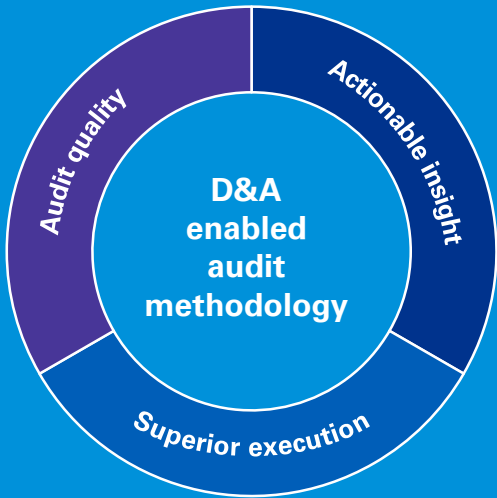 Audit quality
Actionable insight
D&A
enabled
audit
methodology
Superior execution